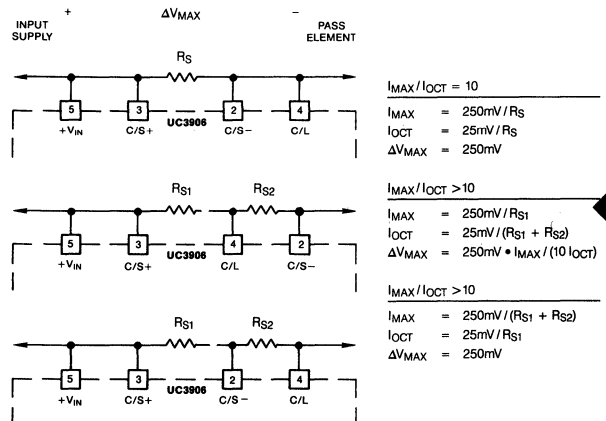 + ΔVMAX −
INPUT SUPPLY
PASS ELEMENT
RS
5 3 2 4
UC3906
+VIN C/S+ C/S− C/L
IMAX/IOCT = 10
IMAX = 250mV/RS
IOCT = 25mV/RS
ΔVMAX = 250mV
RS1 RS2
5 3 4 2
UC3906
+VIN C/S+ C/L C/S−
IMAX/IOCT >10
IMAX = 250mV/RS1
IOCT = 25mV/(RS1 + RS2)
ΔVMAX = 250mV • IMAX/(10 IOCT)
RS1 RS2
5 3 2 4
UC3906
+VIN C/S+ C/S− C/L
IMAX/IOCT >10
IMAX = 250mV/(RS1 + RS2)
IOCT = 25mV/RS1
ΔVMAX = 250mV